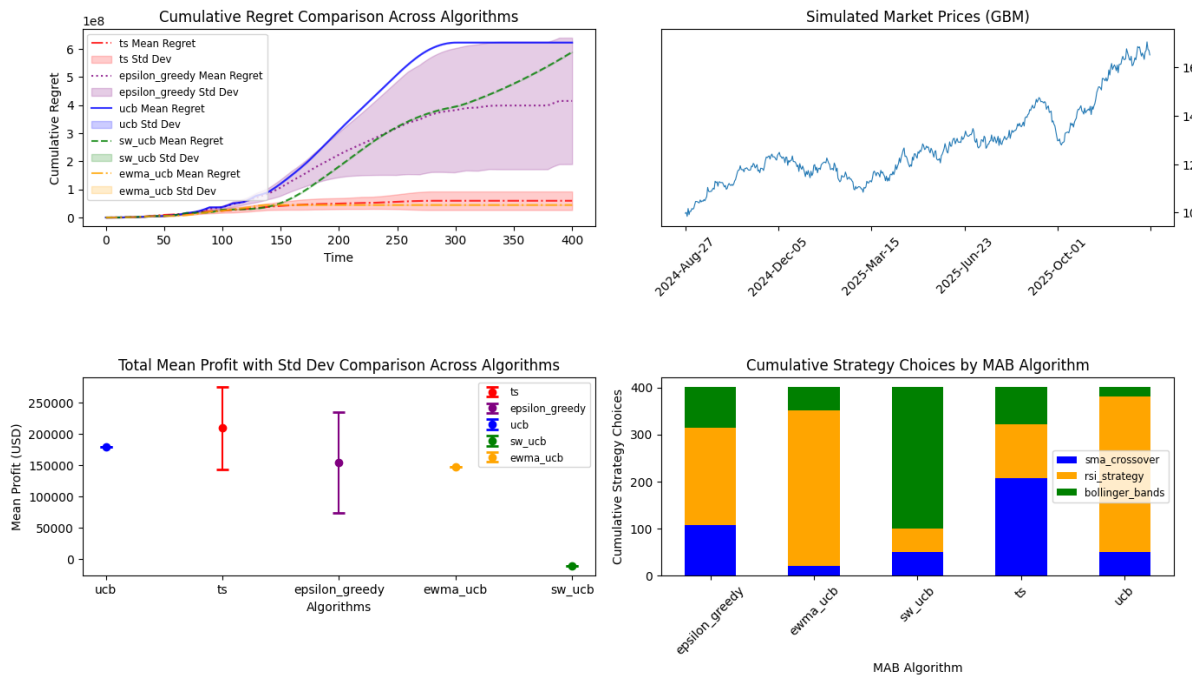 Cumulative Regret Comparison Across Algorithms
1e8
6
5
4
3
2
1
0
Cumulative Regret
ts Mean Regret
ts Std Dev
epsilon_greedy Mean Regret
epsilon_greedy Std Dev
ucb Mean Regret
ucb Std Dev
sw_ucb Mean Regret
sw_ucb Std Dev
ewma_ucb Mean Regret
ewma_ucb Std Dev
0 50 100 150 200 250 300 350 400
Time
Simulated Market Prices (GBM)
16
14
12
10
2024-Aug-27
2024-Dec-05
2025-Mar-15
2025-Jun-23
2025-Oct-01
Total Mean Profit with Std Dev Comparison Across Algorithms
250000
200000
150000
100000
50000
0
Mean Profit (USD)
ts
epsilon_greedy
ucb
sw_ucb
ewma_ucb
ucb ts epsilon_greedy ewma_ucb sw_ucb
Algorithms
Cumulative Strategy Choices by MAB Algorithm
400
300
200
100
0
Cumulative Strategy Choices
sma_crossover
rsi_strategy
bollinger_bands
epsilon_greedy
ewma_ucb
sw_ucb
ts
ucb
MAB Algorithm